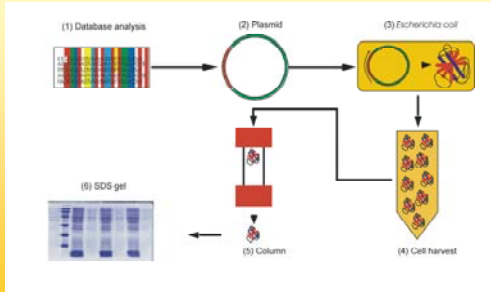 (1) Database analysis
(2) Plasmid
(3) Escherichia coli
(4) Cell harvest
(5) Column
(6) SDS gel